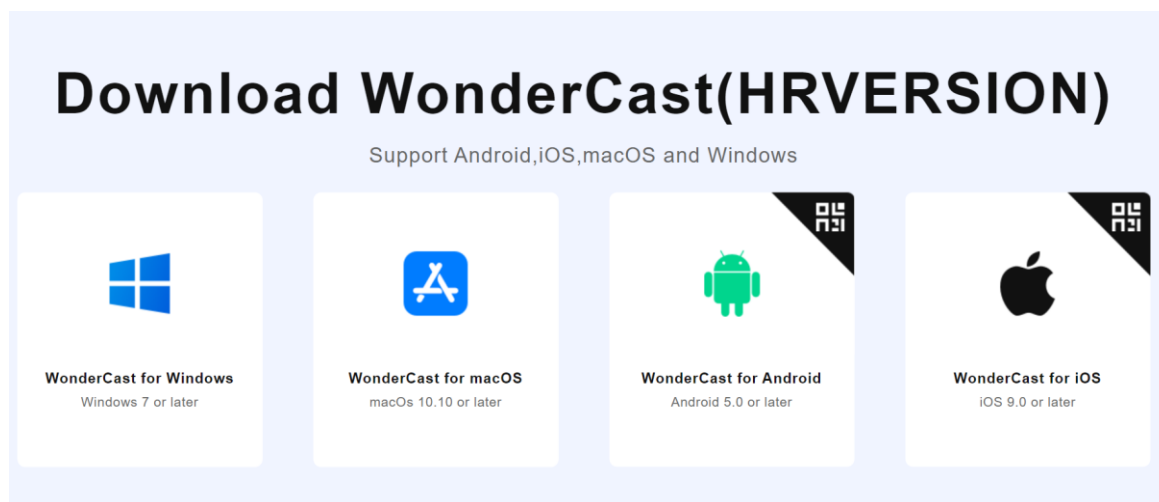 Download WonderCast(HRVERSION)
Support Android,iOS,macOS and Windows
WonderCast for Windows
Windows 7 or later
WonderCast for macOS
macOs 10.10 or later
WonderCast for Android
Android 5.0 or later
WonderCast for iOS
iOS 9.0 or later